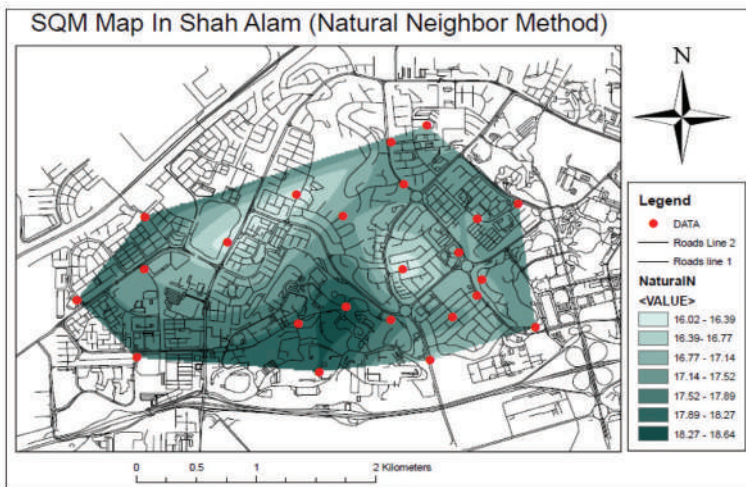 SQM Map In Shah Alam (Natural Neighbor Method)
N
Legend
DATA
Roads Line 2
Roads line 1
NaturalN
<VALUE>
16.02 - 16.39
16.39- 16.77
16.77 - 17.14
17.14 - 17.52
17.52 - 17.89
17.89 - 18.27
18.27 - 18.64
0 0.5 1 2 Kilometers